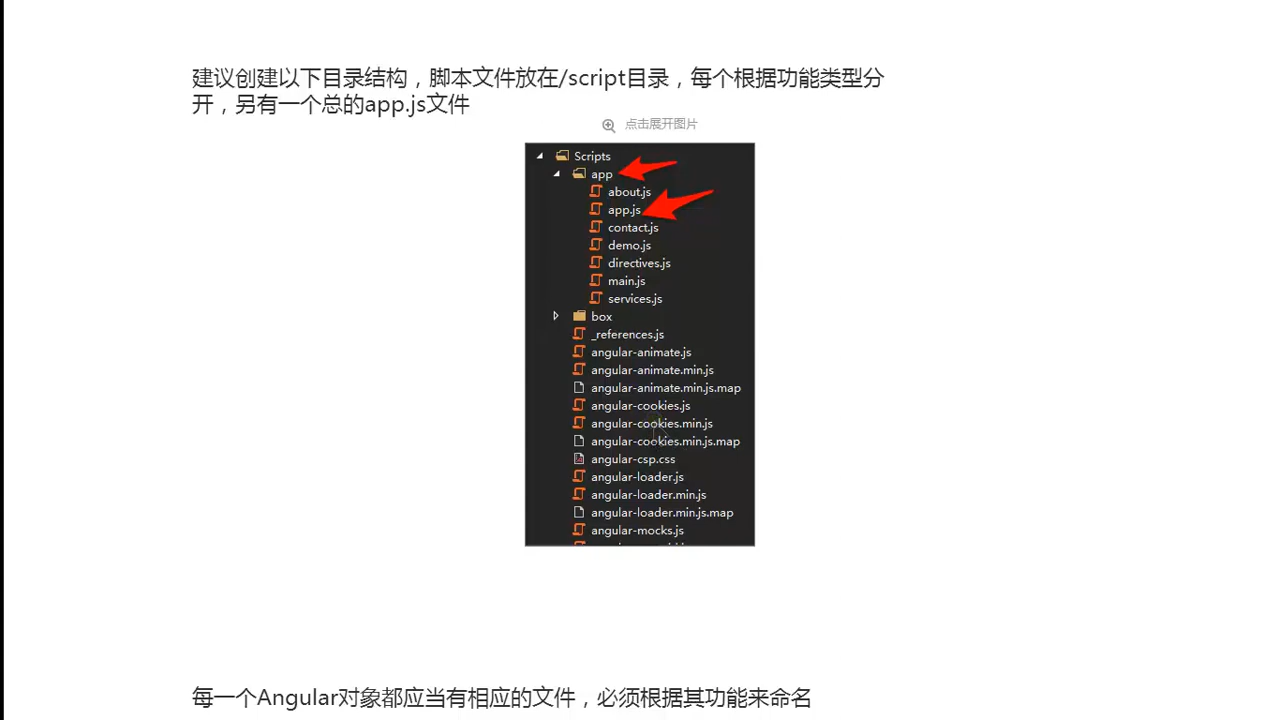 建议创建以下目录结构，脚本文件放在/script目录，每个根据功能类型分
开，另有一个总的app.js文件
点击展开图片
Scripts
app
about.js
app.js
contact.js
demo.js
directives.js
main.js
services.js
box
_references.js
angular-animate.js
angular-animate.min.js
angular-animate.min.js.map
angular-cookies.js
angular-cookies.min.js
angular-cookies.min.js.map
angular-csp.css
angular-loader.js
angular-loader.min.js
angular-loader.min.js.map
angular-mocks.js
每一个Angular对象都应当有相应的文件，必须根据其功能来命名